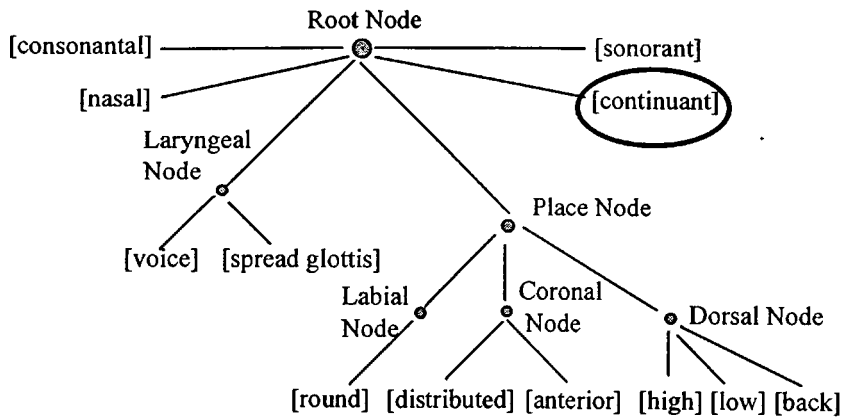 Root Node
[consonantal]
[sonorant]
[nasal]
[continuant]
Laryngeal
Node
Place Node
[voice] [spread glottis]
Labial
Node
Coronal
Node
Dorsal Node
[round] [distributed] [anterior] [high] [low] [back]